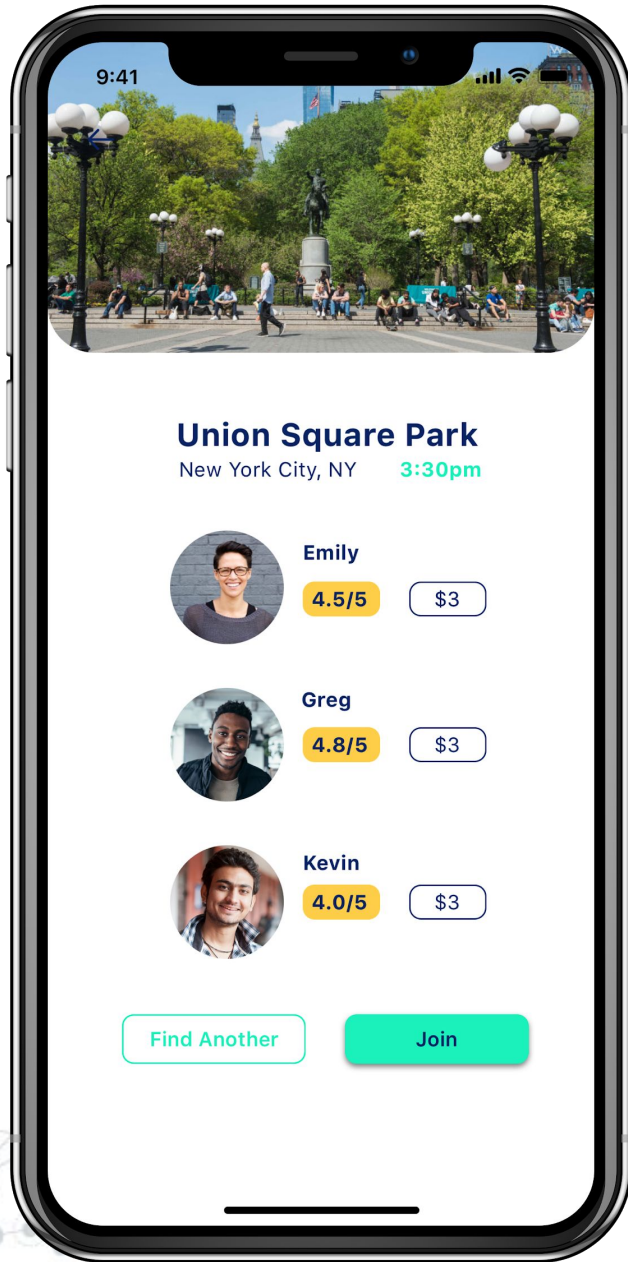 9:41
Union Square Park
New York City, NY 3:30pm
Emily
4.5/5 $3
Greg
4.8/5 $3
Kevin
4.0/5 $3
Find Another Join